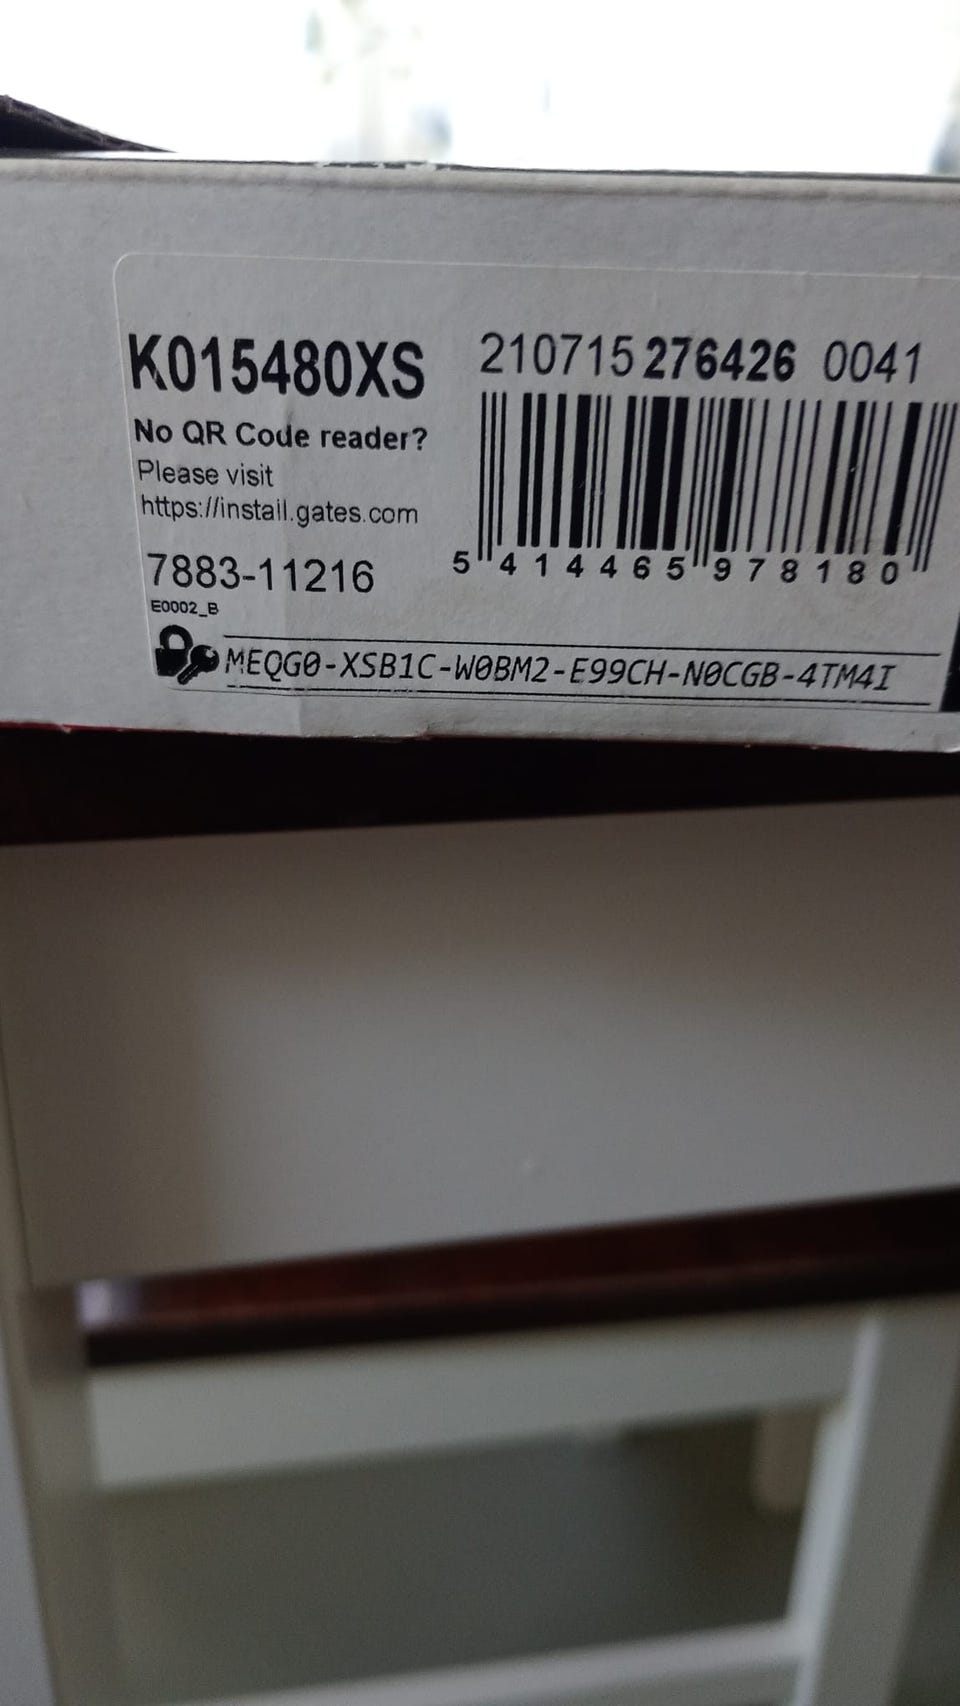 K015480XS
210715 276426 0041
No QR Code reader?
Please visit
https://install.gates.com
7883-11216
5 414465 978180
E0002_B
MEQG0-XSB1C-W0BM2-E99CH-N0CGB-4TM4I